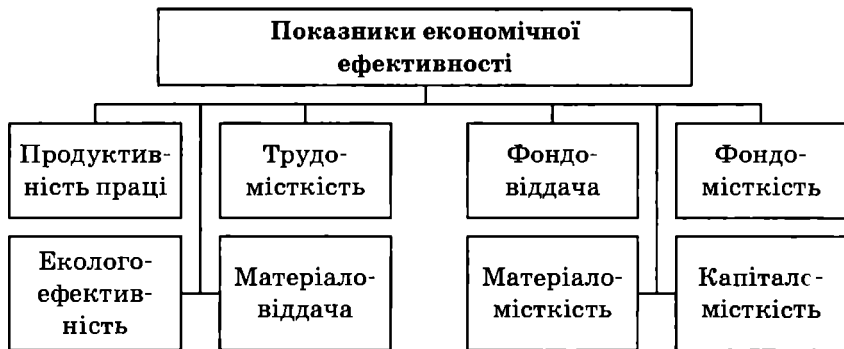 Показники економічної
ефективності
Продуктив-
ність праці
Трудо-
місткість
Фондо-
віддача
Фондо-
місткість
Еколого-
ефектив-
ність
Матеріало-
віддача
Матеріало-
місткість
Капітало-
місткість